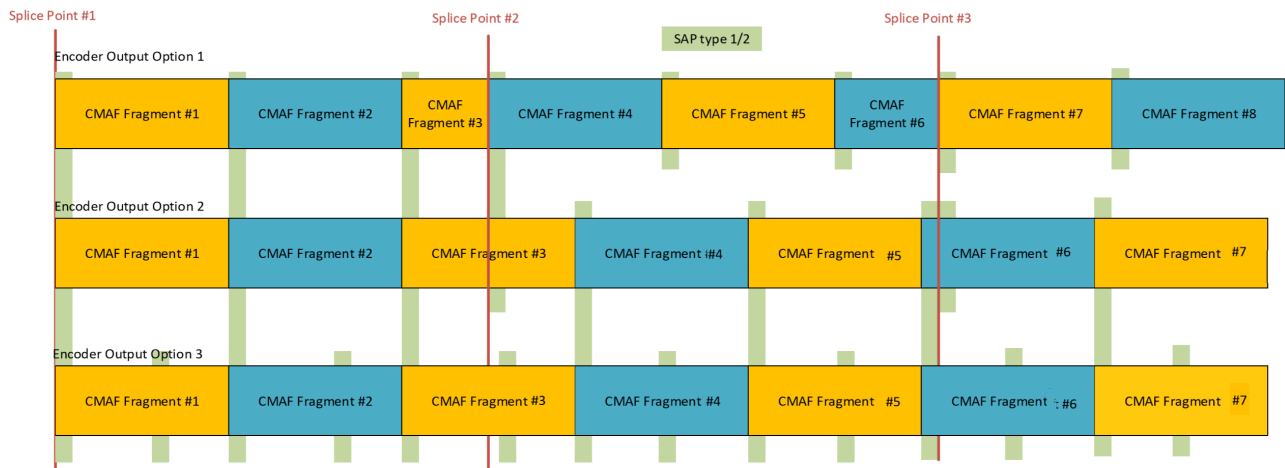 Splice Point #1
Splice Point #2
Splice Point #3
SAP type 1/2
Encoder Output Option 1
CMAF Fragment #1
CMAF Fragment #2
CMAF
Fragment #3
CMAF Fragment #4
CMAF Fragment #5
CMAF
Fragment #6
CMAF Fragment #7
CMAF Fragment #8
Encoder Output Option 2
CMAF Fragment #1
CMAF Fragment #2
CMAF Fragment #3
CMAF Fragment #4
CMAF Fragment #5
CMAF Fragment #6
CMAF Fragment #7
Encoder Output Option 3
CMAF Fragment #1
CMAF Fragment #2
CMAF Fragment #3
CMAF Fragment #4
CMAF Fragment #5
CMAF Fragment #6
CMAF Fragment #7